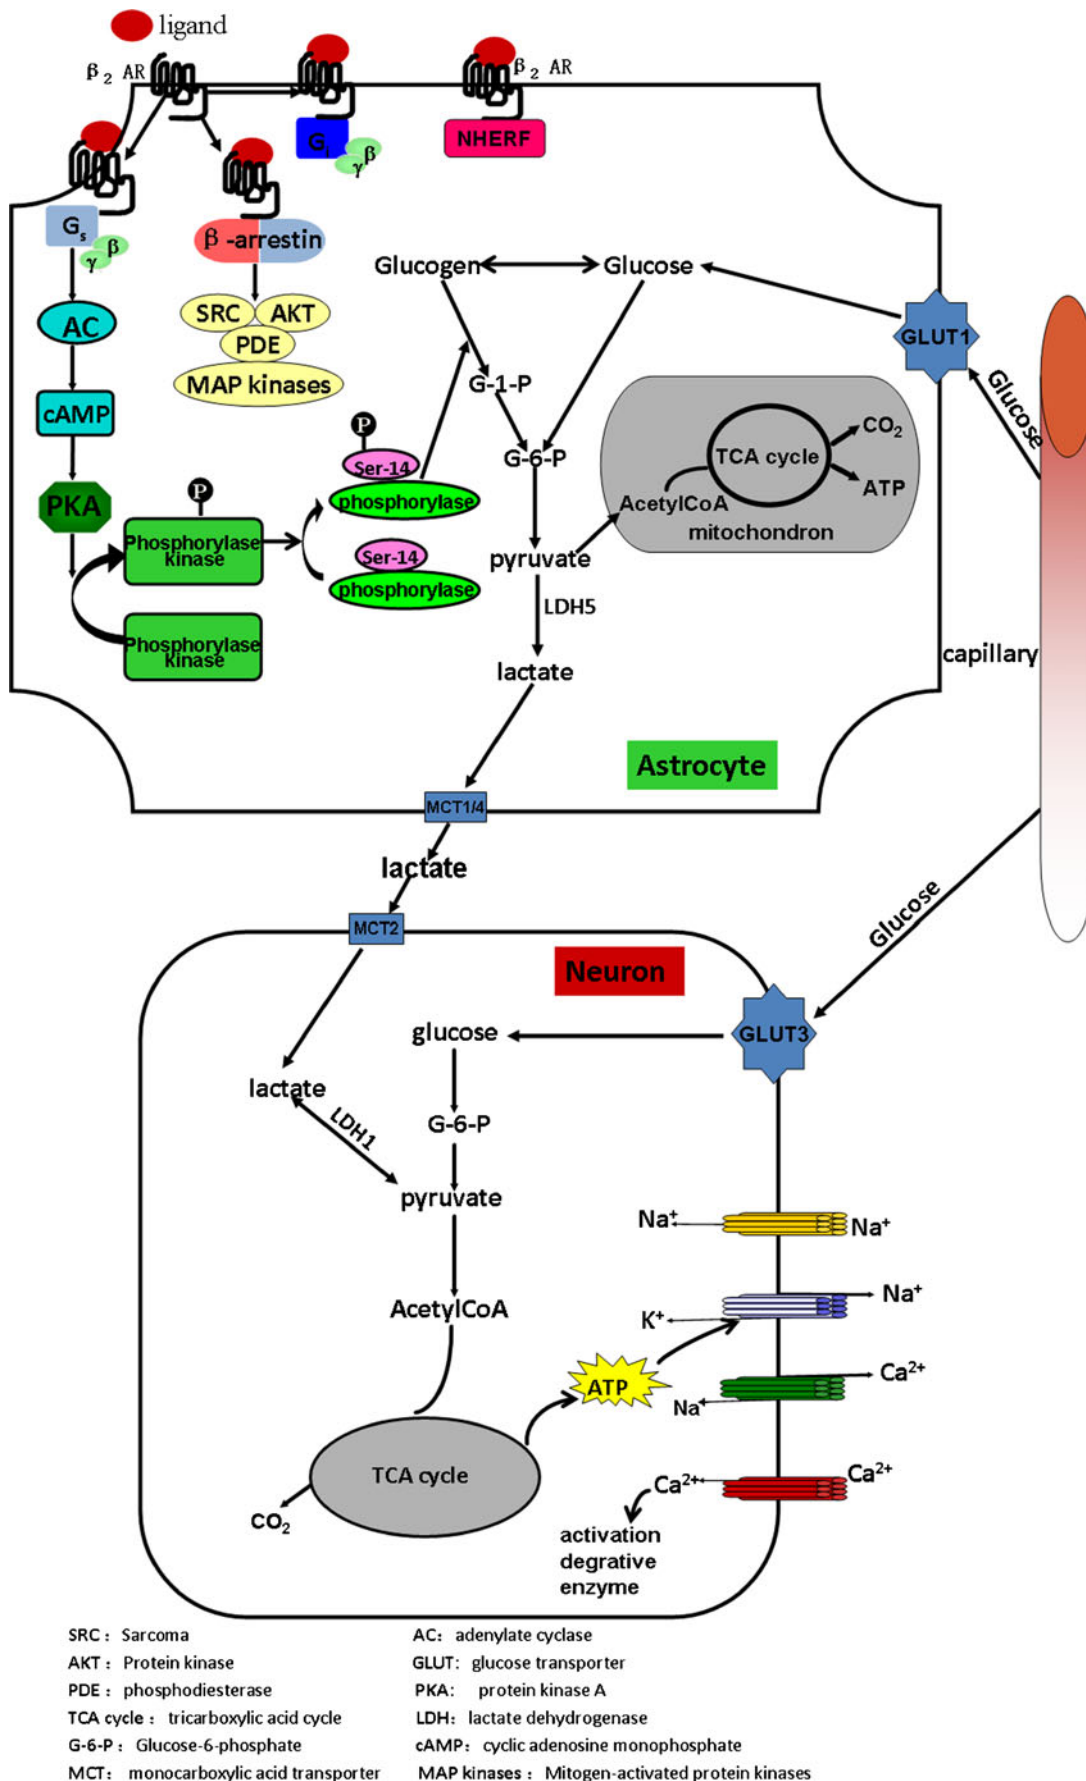 ligand
β₂ AR
β₂ AR
Gᵢ
β
γ
NHERF
Gₛ
β
γ
β-arrestin
Glucogen
Glucose
SRC
AKT
PDE
MAP kinases
AC
GLUT1
Glucose
cAMP
G-1-P
P
Ser-14
phosphorylase
G-6-P
TCA cycle
CO₂
ATP
AcetylCoA
mitochondron
PKA
P
Phosphorylase
kinase
Ser-14
phosphorylase
pyruvate
LDH5
Phosphorylase
kinase
lactate
capillary
Astrocyte
MCT1/4
lactate
MCT2
Glucose
Neuron
glucose
GLUT3
lactate
LDH1
G-6-P
pyruvate
Na⁺
Na⁺
AcetylCoA
Na⁺
K⁺
ATP
Ca²⁺
Na
TCA cycle
Ca²⁺
Ca²⁺
CO₂
activation
degrative
enzyme
SRC： Sarcoma
AC： adenylate cyclase
AKT： Protein kinase
GLUT： glucose transporter
PDE： phosphodiesterase
PKA： protein kinase A
TCA cycle： tricarboxylic acid cycle
LDH： lactate dehydrogenase
G-6-P： Glucose-6-phosphate
cAMP： cyclic adenosine monophosphate
MCT： monocarboxylic acid transporter
MAP kinases： Mitogen-activated protein kinases